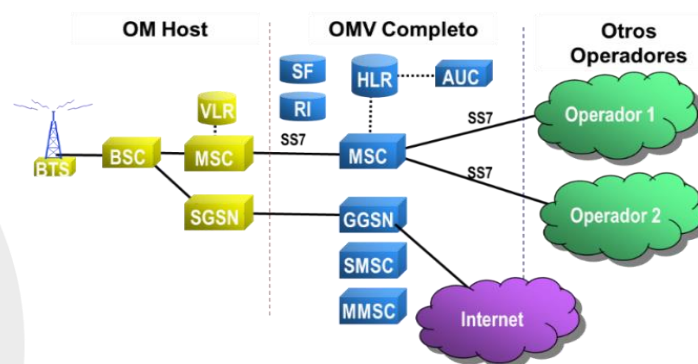 OM Host
OMV Completo
Otros
Operadores
SF
HLR
AUC
VLR
RI
Operador 1
SS7
BTS
BSC
MSC
SS7
MSC
SS7
SGSN
GGSN
Operador 2
SMSC
MMSC
Internet